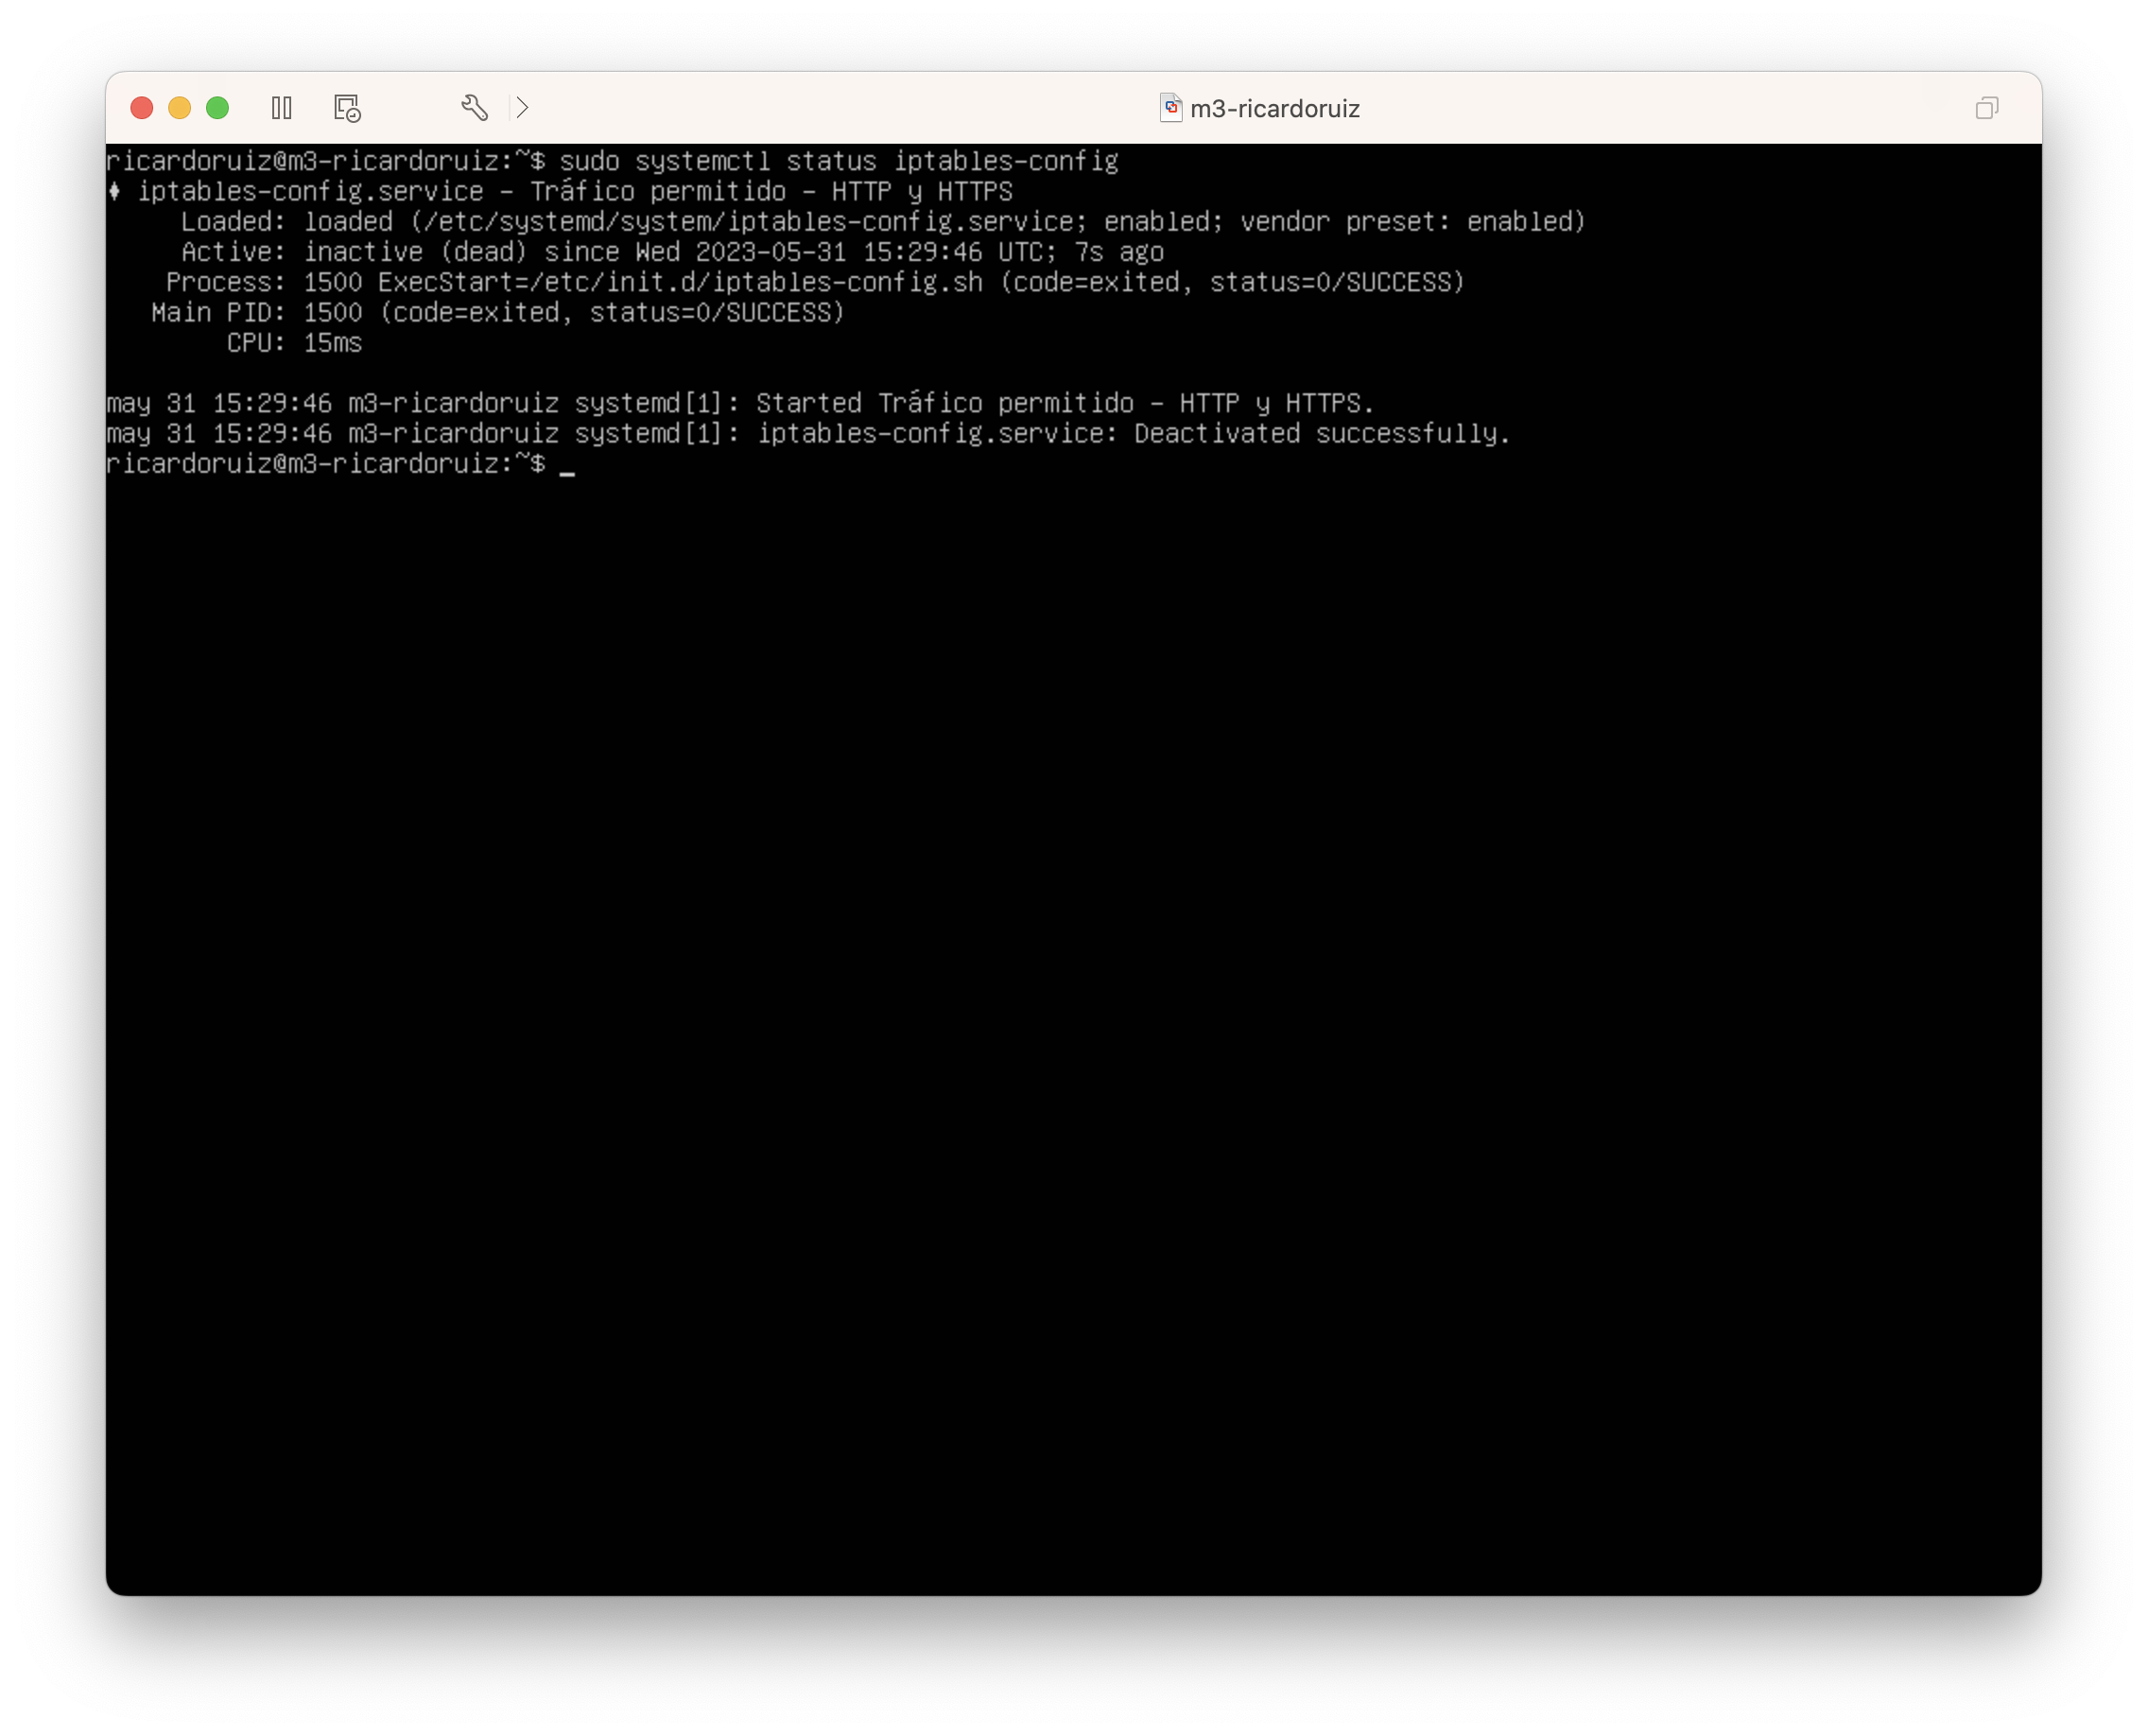 m3-ricardoruiz
ricardoruiz@m3-ricardoruiz:~$ sudo systemctl status iptables-config
♦ iptables-config.service - Tráfico permitido - HTTP y HTTPS
     Loaded: loaded (/etc/systemd/system/iptables-config.service; enabled; vendor preset: enabled)
     Active: inactive (dead) since Wed 2023-05-31 15:29:46 UTC; 7s ago
    Process: 1500 ExecStart=/etc/init.d/iptables-config.sh (code=exited, status=0/SUCCESS)
   Main PID: 1500 (code=exited, status=0/SUCCESS)
        CPU: 15ms

may 31 15:29:46 m3-ricardoruiz systemd[1]: Started Tráfico permitido - HTTP y HTTPS.
may 31 15:29:46 m3-ricardoruiz systemd[1]: iptables-config.service: Deactivated successfully.
ricardoruiz@m3-ricardoruiz:~$ _